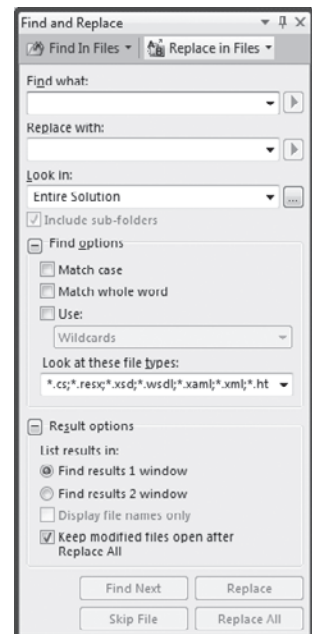 Find and Replace
Find In Files Replace in Files
Find what:
Replace with:
Look in:
Entire Solution
...
Include sub-folders
Find options
Match case
Match whole word
Use:
Wildcards
Look at these file types:
*.cs;*.resx;*.xsd;*.wsdl;*.xaml;*.xml;*.ht
Result options
List results in:
Find results 1 window
Find results 2 window
Display file names only
Keep modified files open after
Replace All
Find Next Replace
Skip File Replace All